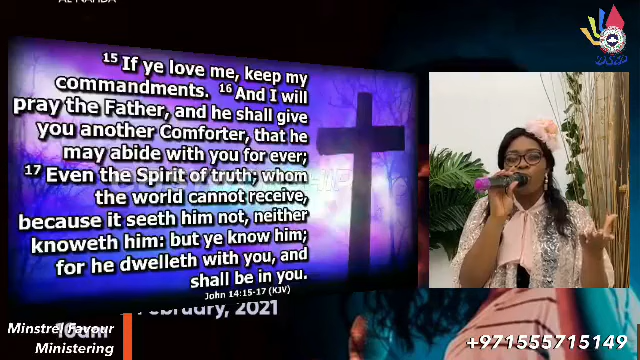 AL NAHDA
15 If ye love me, keep my
commandments. 16 And I will
pray the Father, and he shall give
you another Comforter, that he
may abide with you for ever;
17 Even the Spirit of truth; whom
the world cannot receive,
because it seeth him not, neither
knoweth him: but ye know him;
for he dwelleth with you, and
shall be in you.
John 14:15-17 (KJV)
February, 2021
10am
Minstrel Favour
Ministering
+971555715149